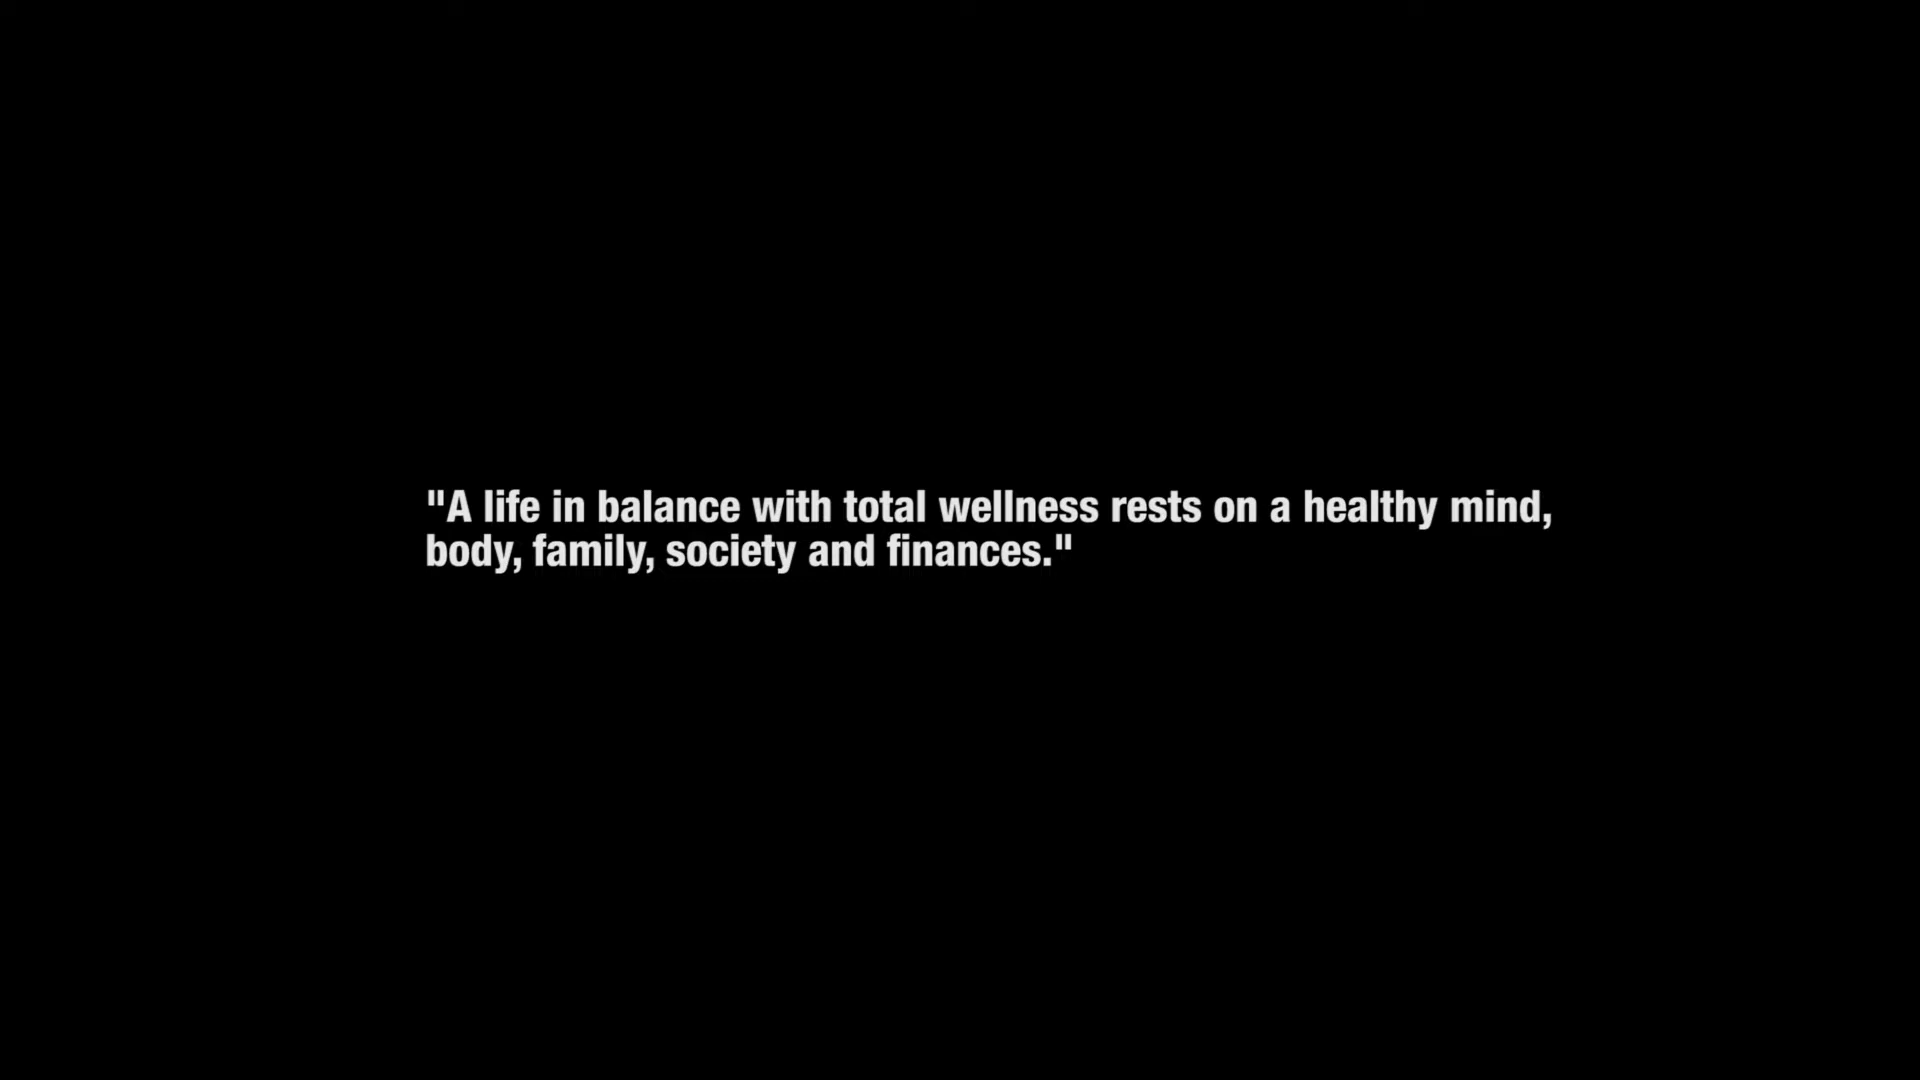 "A life in balance with total wellness rests on a healthy mind,
body, family, society and finances."